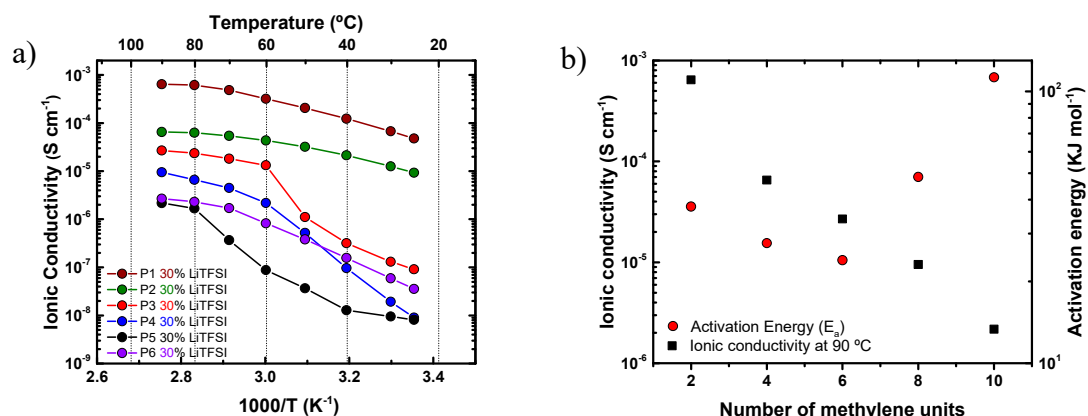 a)
Temperature (ºC)
100 80 60 40 20
Ionic Conductivity (S cm-1)
10-3
10-4
10-5
10-6
10-7
10-8
10-9
P1 30% LiTFSI
P2 30% LiTFSI
P3 30% LiTFSI
P4 30% LiTFSI
P5 30% LiTFSI
P6 30% LiTFSI
2.6 2.8 3.0 3.2 3.4
1000/T (K-1)
b)
Ionic conductivity (S cm-1)
10-3
10-4
10-5
10-6
Activation Energy (Ea)
Ionic conductivity at 90 ºC
2 4 6 8 10
Number of methylene units
102
101
Activation energy (KJ mol-1)